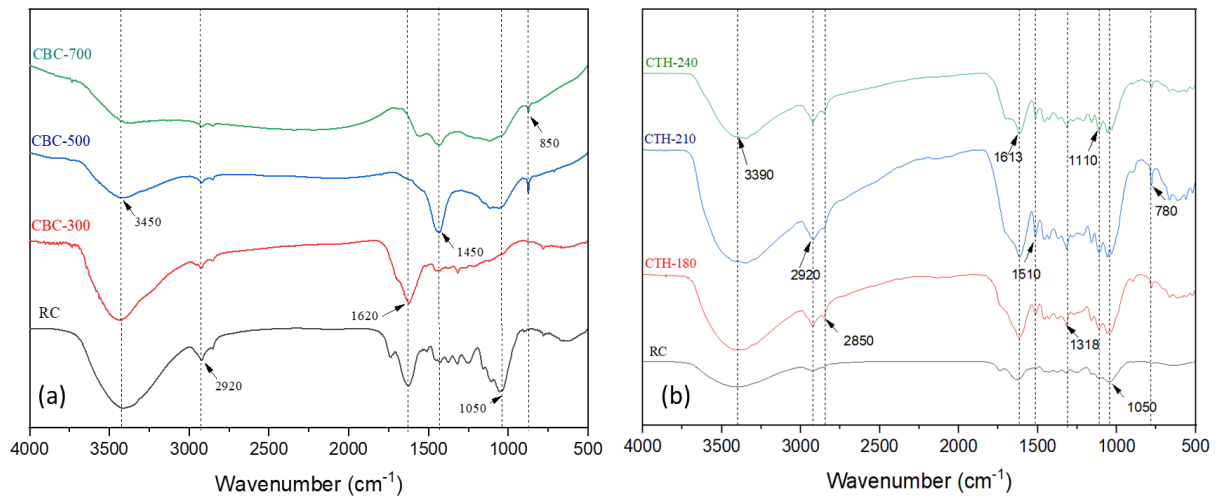 CBC-700
850
CBC-500
3450
1450
CBC-300
1620
RC
2920
1050
(a)
4000 3500 3000 2500 2000 1500 1000 500
Wavenumber (cm⁻¹)
CTH-240
3390
1613
1110
CTH-210
780
2920
1510
CTH-180
2850
1318
RC
1050
(b)
4000 3500 3000 2500 2000 1500 1000 500
Wavenumber (cm⁻¹)